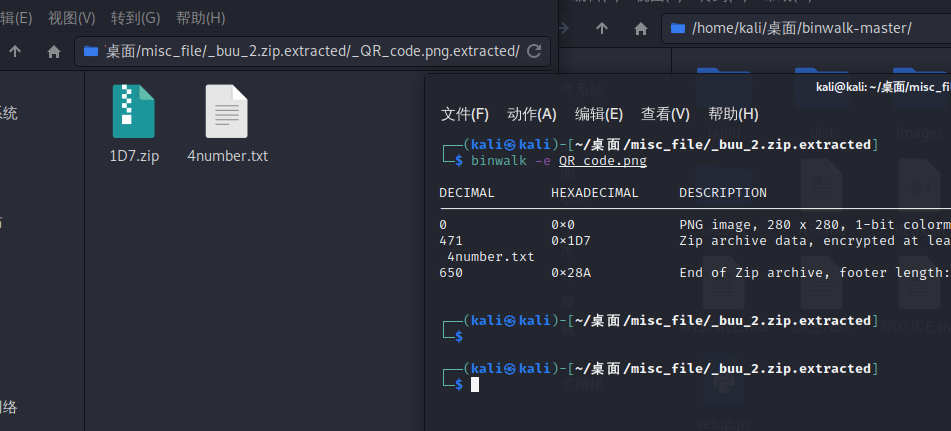 辑(E) 视图(V) 转到(G) 帮助(H)
桌面/misc_file/_buu_2.zip.extracted/_QR_code.png.extracted/
系统
1D7.zip 4number.txt
网络
/home/kali/桌面/binwalk-master/
kali@kali: ~/桌面/misc_fi
文件(F) 动作(A) 编辑(E) 查看(V) 帮助(H)
┌──(kali㉿kali)-[~/桌面/misc_file/_buu_2.zip.extracted]
└─$ binwalk -e QR_code.png
DECIMAL HEXADECIMAL DESCRIPTION
0 0×0 PNG image, 280 x 280, 1-bit colorm
471 0×1D7 Zip archive data, encrypted at lea
4number.txt
650 0×28A End of Zip archive, footer length:
┌──(kali㉿kali)-[~/桌面/misc_file/_buu_2.zip.extracted]
└─$
┌──(kali㉿kali)-[~/桌面/misc_file/_buu_2.zip.extracted]
└─$
setup.py